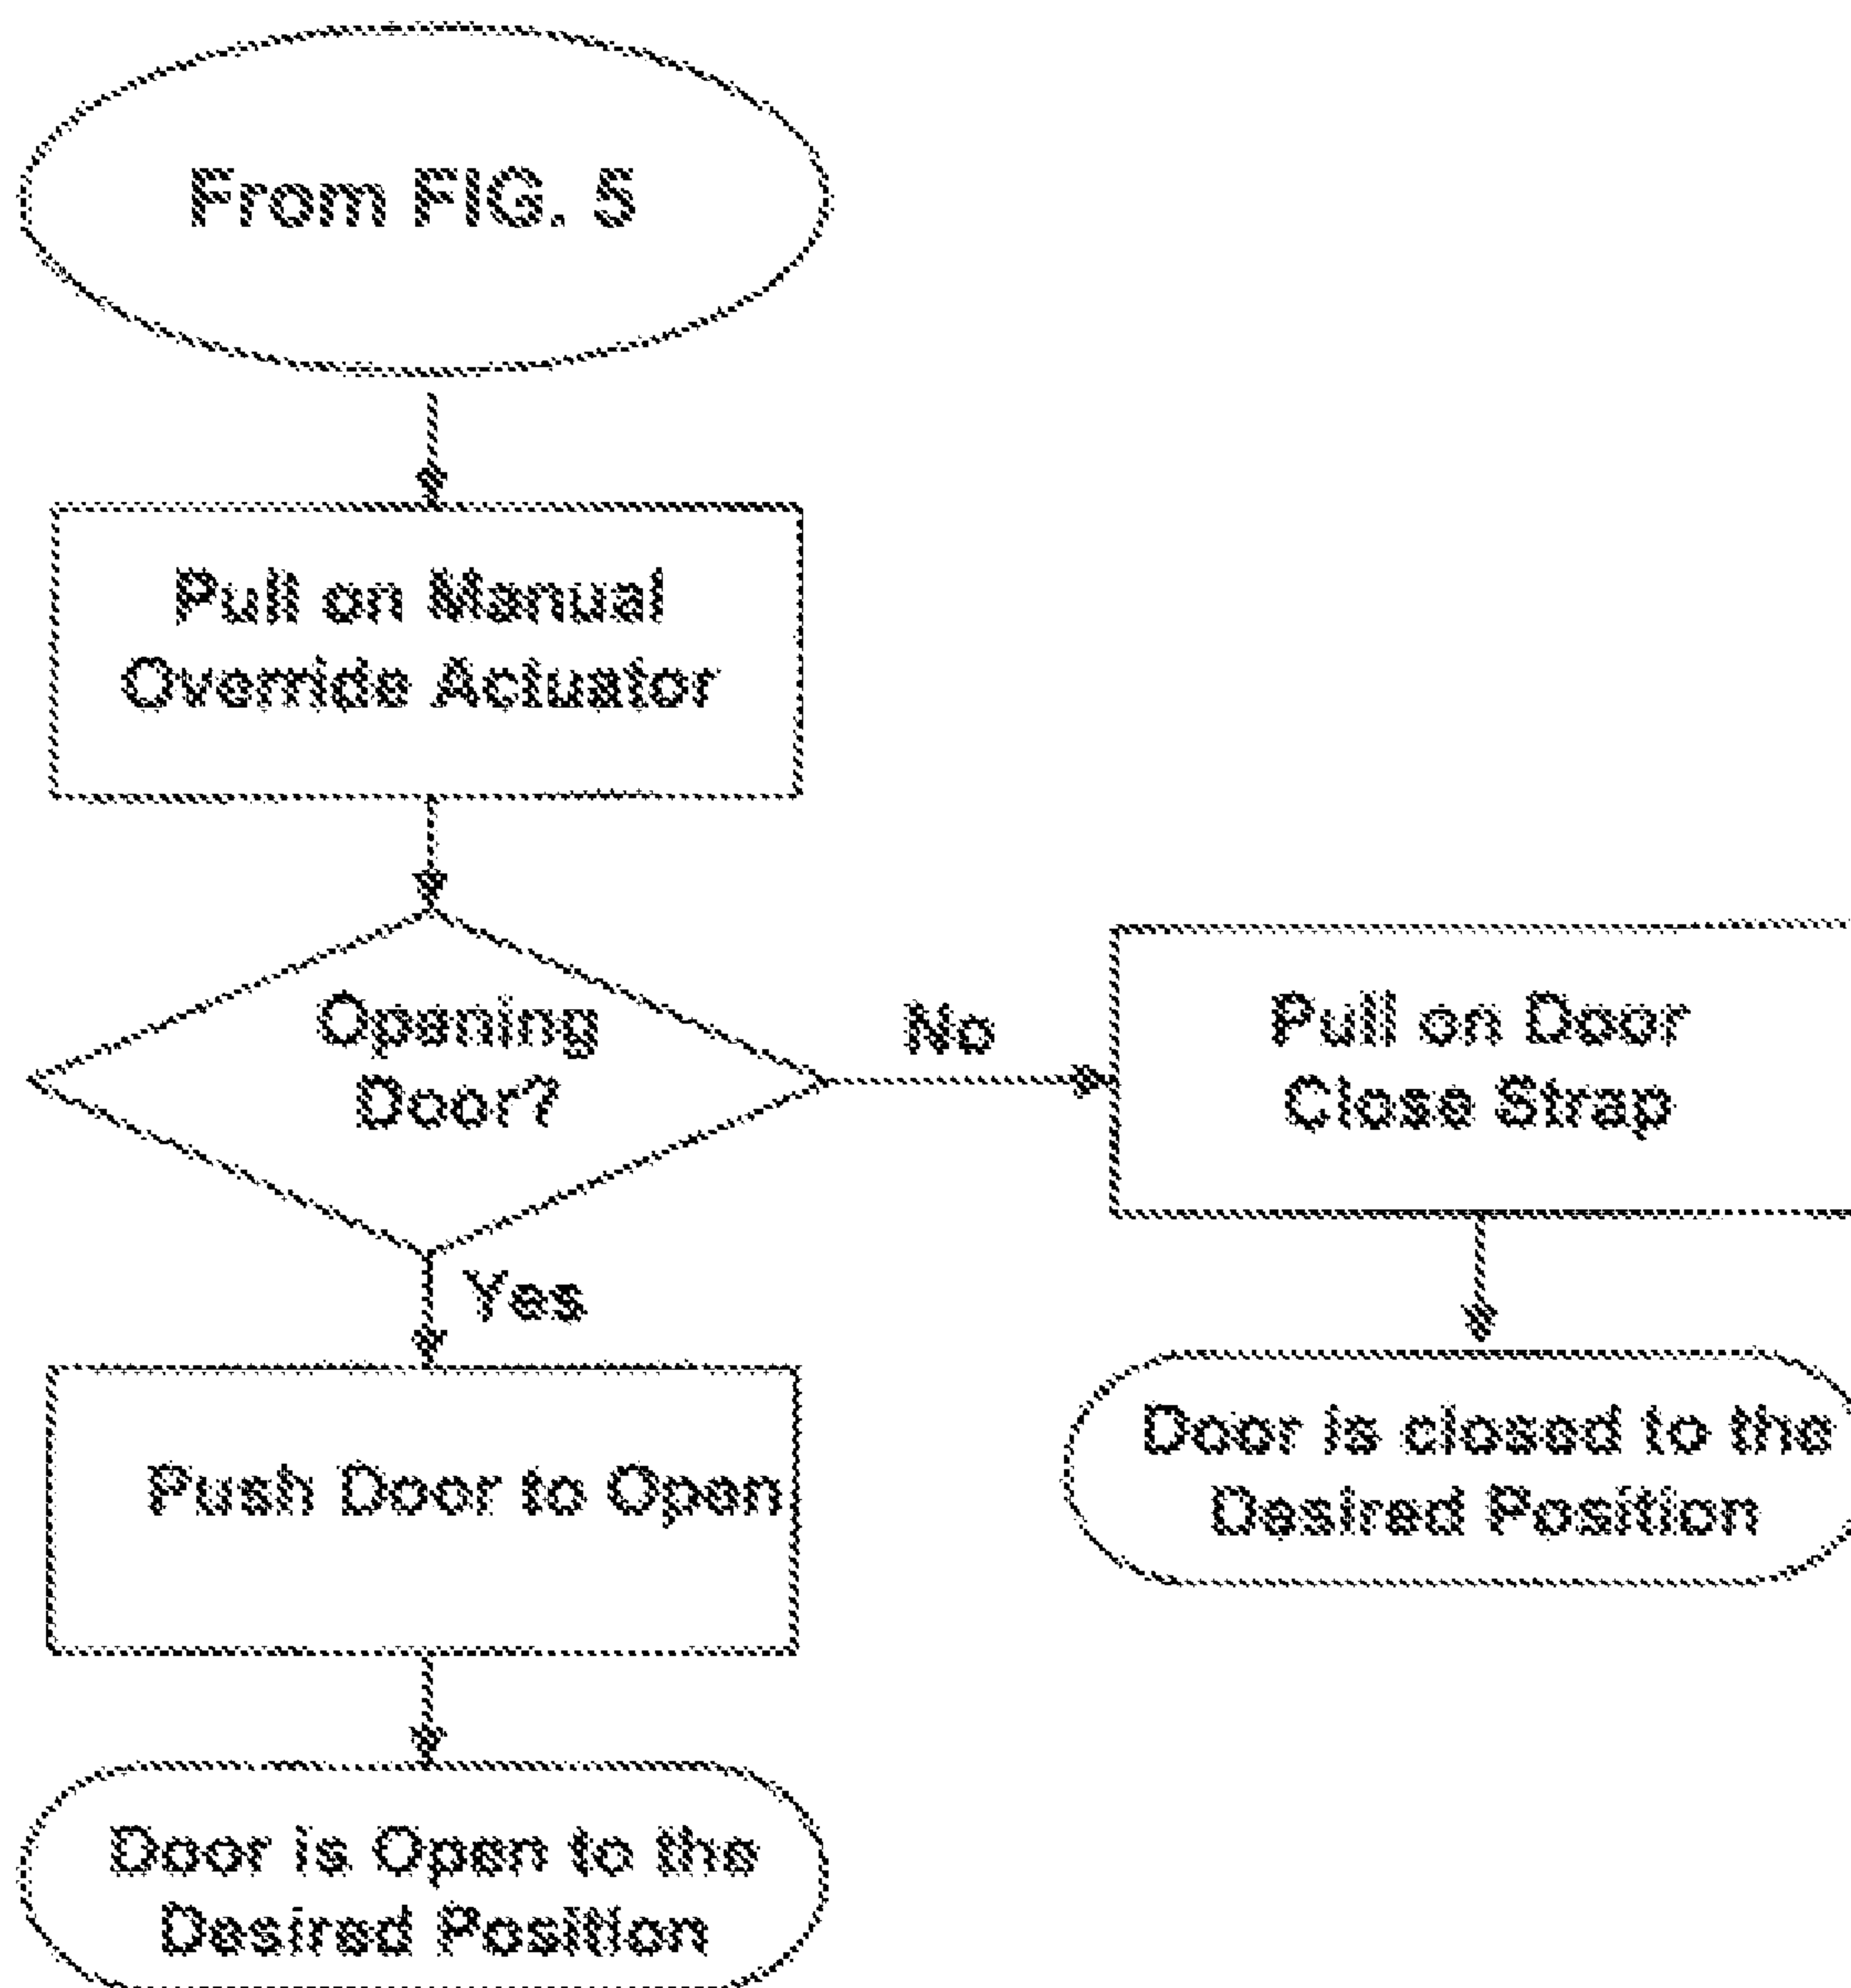 From FIG. 5
Pull on Manual
Override Actuator
Opening
Door?
No
Pull on Door
Close Strap
Yes
Push Door to Open
Door is closed to the
Desired Position
Door is Open to the
Desired Position